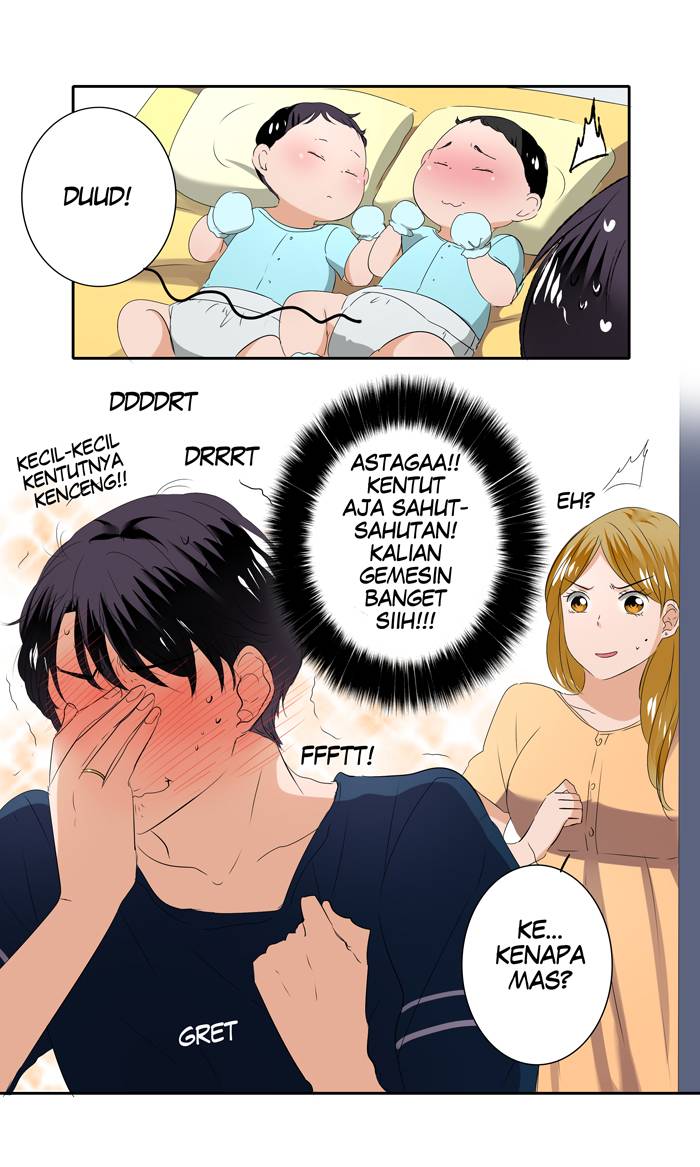 DUUD!
DDDDRT
KECIL-KECIL
KENTUTNYA
KENCENG!!
DRRRT
ASTAGAA!!
KENTUT
AJA SAHUT-
SAHUTAN!
KALIAN
GEMESIN
BANGET
SIIH!!!
EH?
FFFTT!
KE...
KENAPA
MAS?
GRET